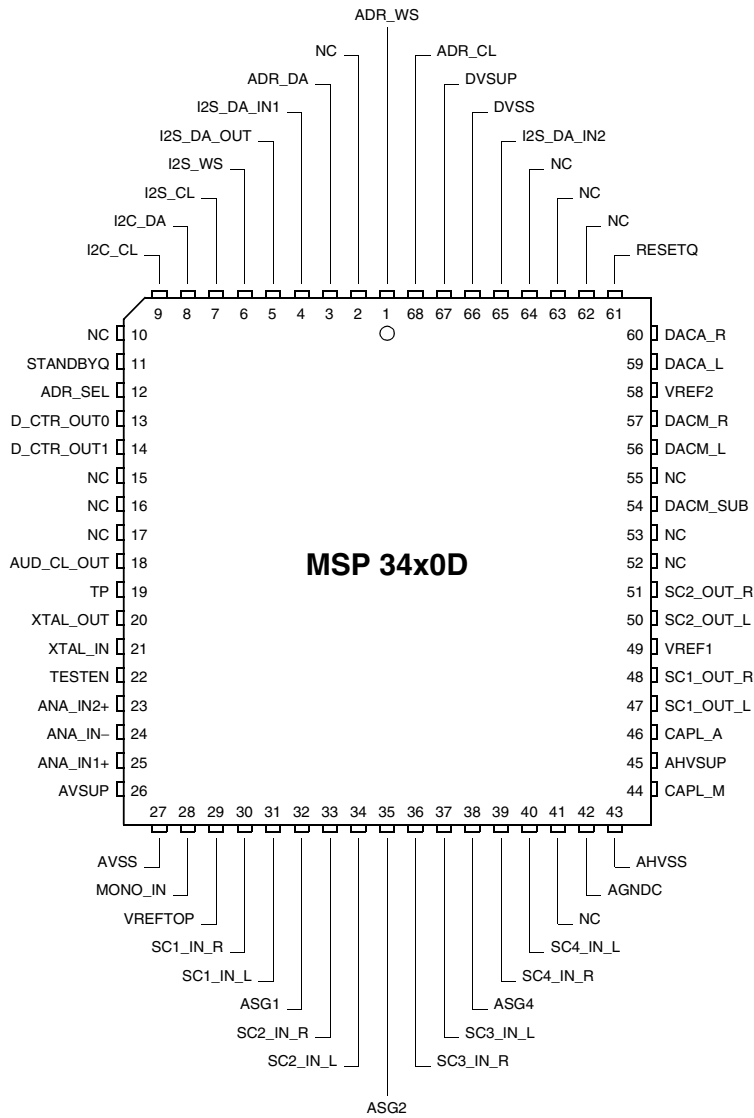 ADR_WS
NC ADR_CL
ADR_DA DVSUP
I2S_DA_IN1 DVSS
I2S_DA_OUT I2S_DA_IN2
I2S_WS NC
I2S_CL NC
I2C_DA NC
I2C_CL RESETQ
9 8 7 6 5 4 3 2 1 68 67 66 65 64 63 62 61
NC 10 60 DACA_R
STANDBYQ 11 59 DACA_L
ADR_SEL 12 58 VREF2
D_CTR_OUT0 13 57 DACM_R
D_CTR_OUT1 14 56 DACM_L
NC 15 55 NC
NC 16 54 DACM_SUB
NC 17 53 NC
AUD_CL_OUT 18 MSP 34x0D 52 NC
TP 19 51 SC2_OUT_R
XTAL_OUT 20 50 SC2_OUT_L
XTAL_IN 21 49 VREF1
TESTEN 22 48 SC1_OUT_R
ANA_IN2+ 23 47 SC1_OUT_L
ANA_IN− 24 46 CAPL_A
ANA_IN1+ 25 45 AHVSUP
AVSUP 26 44 CAPL_M
27 28 29 30 31 32 33 34 35 36 37 38 39 40 41 42 43
AVSS AHVSS
MONO_IN AGNDC
VREFTOP NC
SC1_IN_R SC4_IN_L
SC1_IN_L SC4_IN_R
ASG1 ASG4
SC2_IN_R SC3_IN_L
SC2_IN_L SC3_IN_R
ASG2